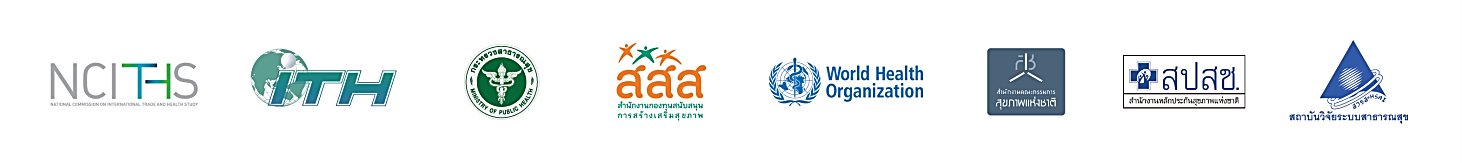 NCITHS
NATIONAL COMMISSION ON INTERNATIONAL TRADE AND HEALTH STUDY
ITH
กระทรวงสาธารณสุข
MINISTRY OF PUBLIC HEALTH
สสส
สำนักงานกองทุนสนับสนุน
การสร้างเสริมสุขภาพ
World Health
Organization
สช
สำนักงานคณะกรรมการ
สุขภาพแห่งชาติ
สปสช.
สำนักงานหลักประกันสุขภาพแห่งชาติ
สถาบันวิจัยระบบสาธารณสุข